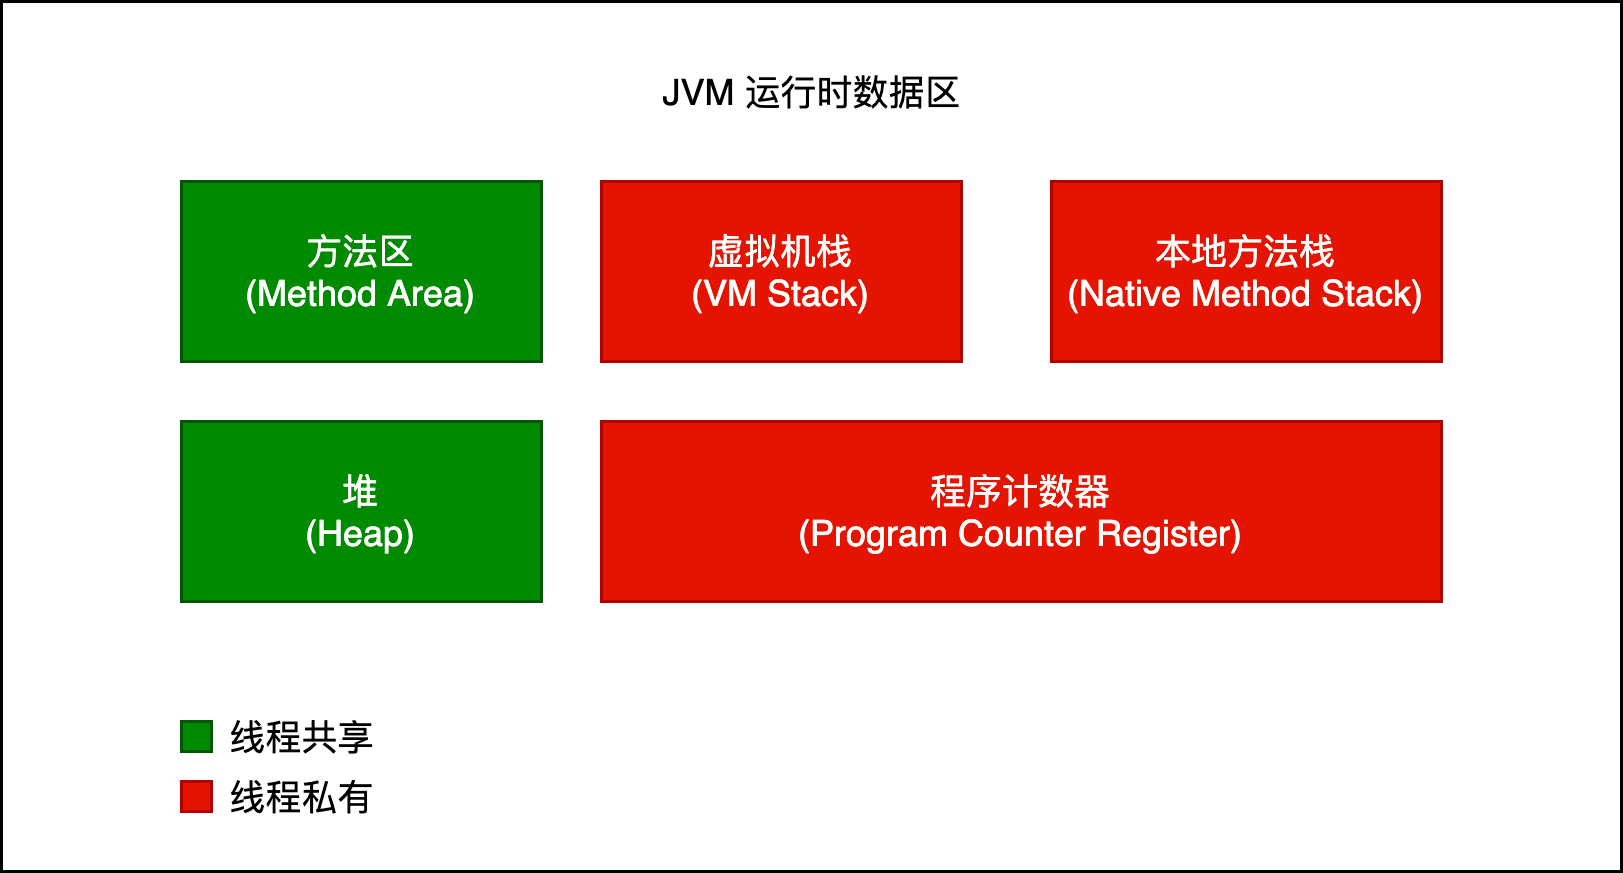 JVM 运行时数据区
方法区
(Method Area)
虚拟机栈
(VM Stack)
本地方法栈
(Native Method Stack)
堆
(Heap)
程序计数器
(Program Counter Register)
线程共享
线程私有